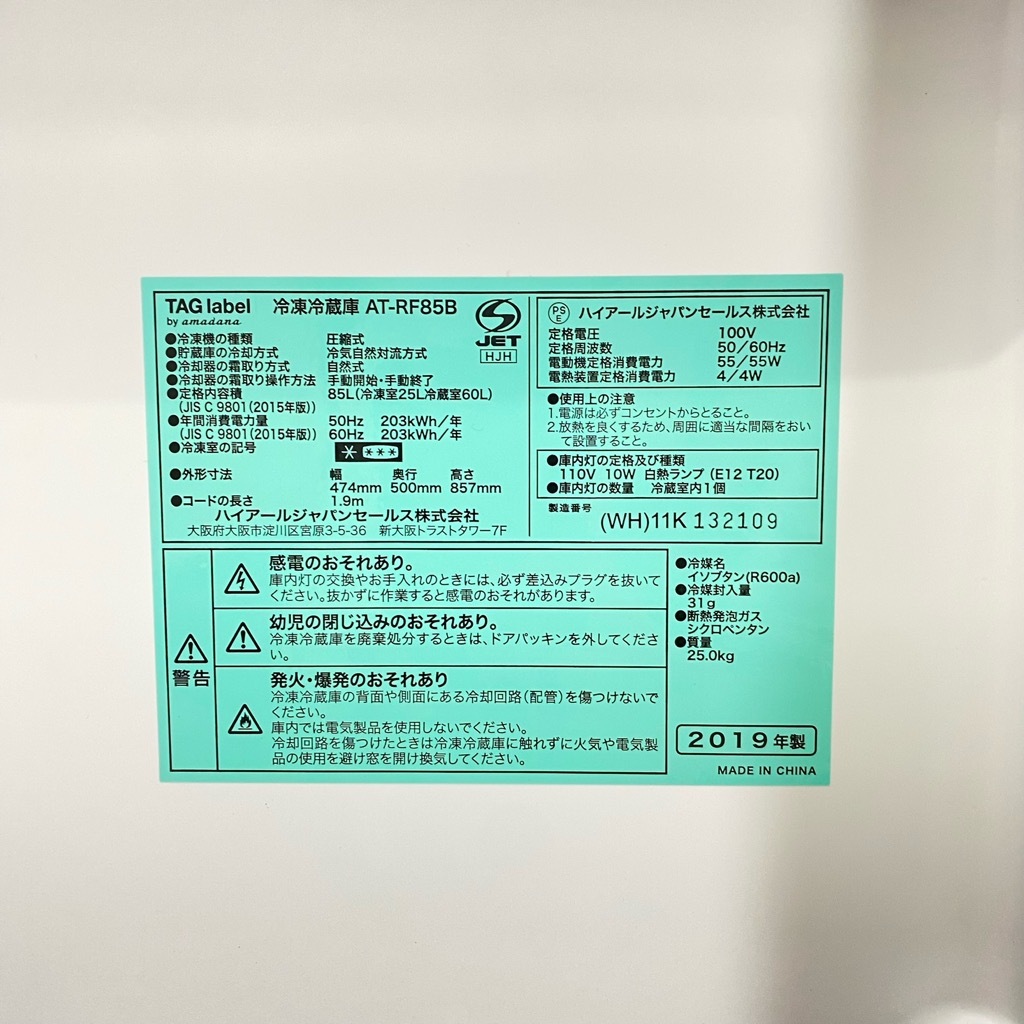 TAG label 冷凍冷蔵庫 AT-RF85B
by amadana
JET
HJH
●冷凍機の種類 圧縮式
●貯蔵庫の冷却方式 冷気自然対流方式
●冷却器の霜取り方式 自然式
●冷却器の霜取り操作方法 手動開始・手動終了
●定格内容積 85L(冷凍室25L冷蔵室60L)
(JIS C 9801(2015年版))
●年間消費電力量 50Hz 203kWh/年
(JIS C 9801(2015年版)) 60Hz 203kWh/年
●冷凍室の記号
●外形寸法 幅 奥行 高さ
474mm 500mm 857mm
●コードの長さ 1.9m
ハイアールジャパンセールス株式会社
大阪府大阪市淀川区宮原3-5-36 新大阪トラストタワー7F
PSE ハイアールジャパンセールス株式会社
定格電圧 100V
定格周波数 50/60Hz
電動機定格消費電力 55/55W
電熱装置定格消費電力 4/4W
●使用上の注意
1.電源は必ずコンセントからとること。
2.放熱を良くするため、周囲に適当な間隔をおい
て設置すること。
●庫内灯の定格及び種類
110V 10W 白熱ランプ(E12 T20)
●庫内灯の数量 冷蔵室内1個
製造番号 (WH)11K 132109
警告
感電のおそれあり。
庫内灯の交換やお手入れのときには、必ず差込みプラグを抜いて
ください。抜かずに作業すると感電のおそれがあります。
幼児の閉じ込みのおそれあり。
冷凍冷蔵庫を廃棄処分するときは、ドアパッキンを外してくださ
い。
発火・爆発のおそれあり
冷凍冷蔵庫の背面や側面にある冷却回路(配管)を傷つけないで
ください。
庫内では電気製品を使用しないでください。
冷却回路を傷つけたときは冷凍冷蔵庫に触れずに火気や電気製
品の使用を避け窓を開け換気してください。
●冷媒名
イソブタン(R600a)
●冷媒封入量
31g
●断熱発泡ガス
シクロペンタン
●質量
25.0kg
2019年製
MADE IN CHINA